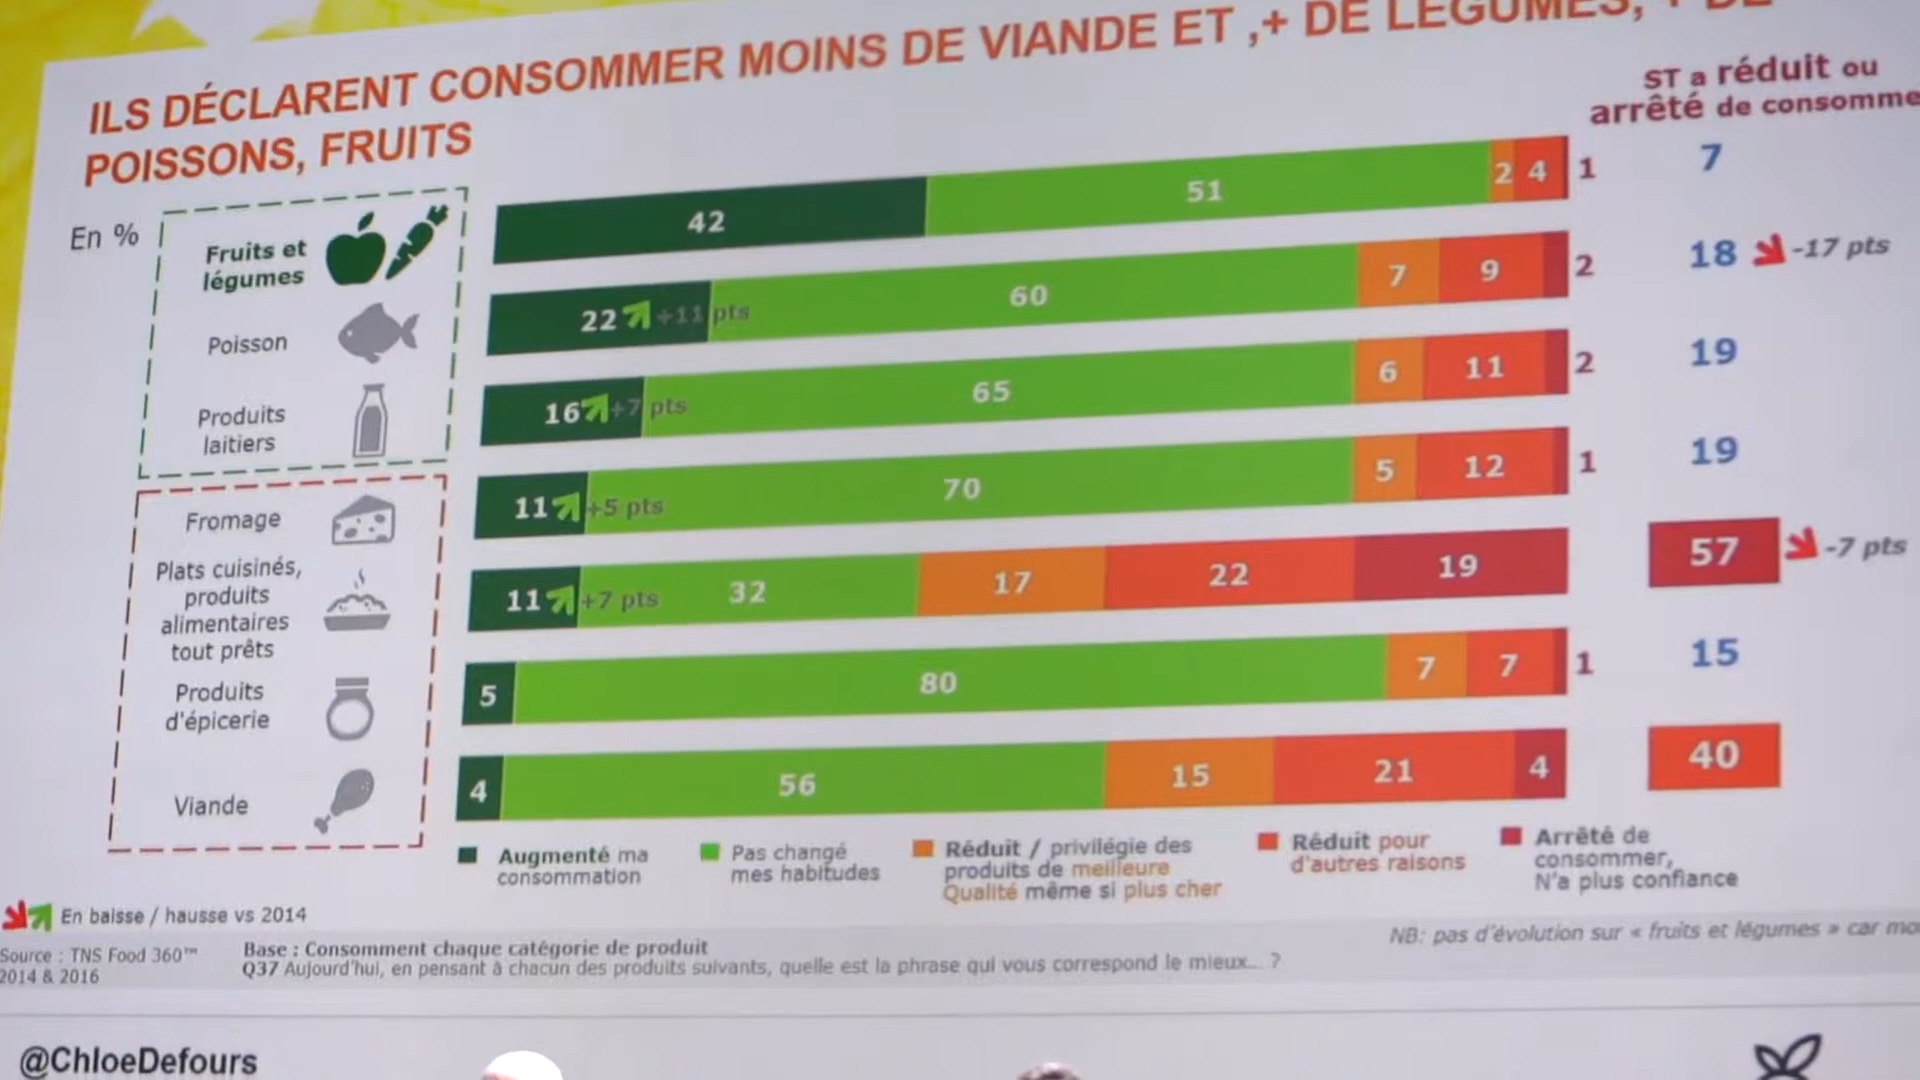 ILS DÉCLARENT CONSOMMER MOINS DE VIANDE ET ,+ DE LÉGUMES, + DE
POISSONS, FRUITS
ST a réduit ou
arrêté de consomme
En %
Fruits et
légumes
42 51 2 4 1 7
Poisson
22 +11 pts 60 7 9 2 18 -17 pts
Produits
laitiers
16 +7 pts 65 6 11 2 19
Fromage
11 +5 pts 70 5 12 1 19
Plats cuisinés,
produits
alimentaires
tout prêts
11 +7 pts 32 17 22 19 57 -7 pts
Produits
d'épicerie
5 80 7 7 1 15
Viande
4 56 15 21 4 40
Augmenté ma
consommation
Pas changé
mes habitudes
Réduit / privilégie des
produits de meilleure
Qualité même si plus cher
Réduit pour
d'autres raisons
Arrêté de
consommer,
N'a plus confiance
En baisse / hausse vs 2014
Source : TNS Food 360™
2014 & 2016
Base : Consomment chaque catégorie de produit
Q37 Aujourd'hui, en pensant à chacun des produits suivants, quelle est la phrase qui vous correspond le mieux... ?
NB: pas d'évolution sur « fruits et légumes » car
@ChloeDefours